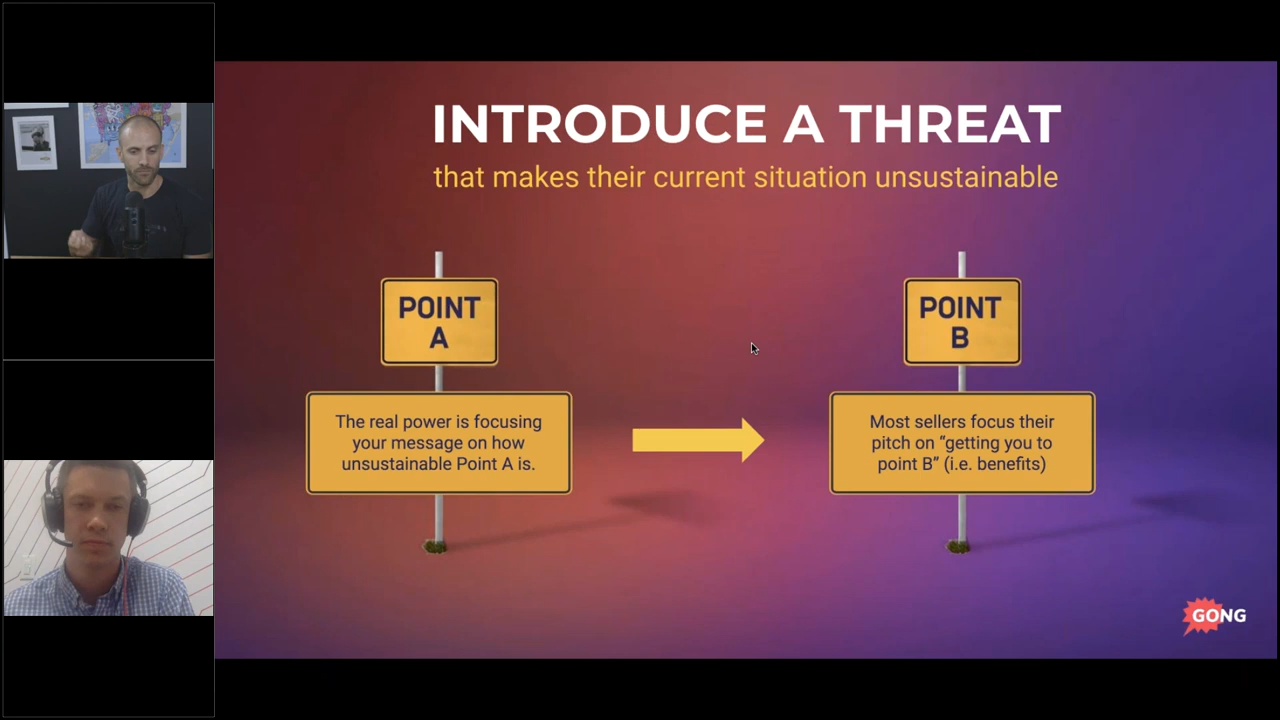 INTRODUCE A THREAT
that makes their current situation unsustainable
POINT
A
The real power is focusing
your message on how
unsustainable Point A is.
POINT
B
Most sellers focus their
pitch on “getting you to
point B” (i.e. benefits)
GONG